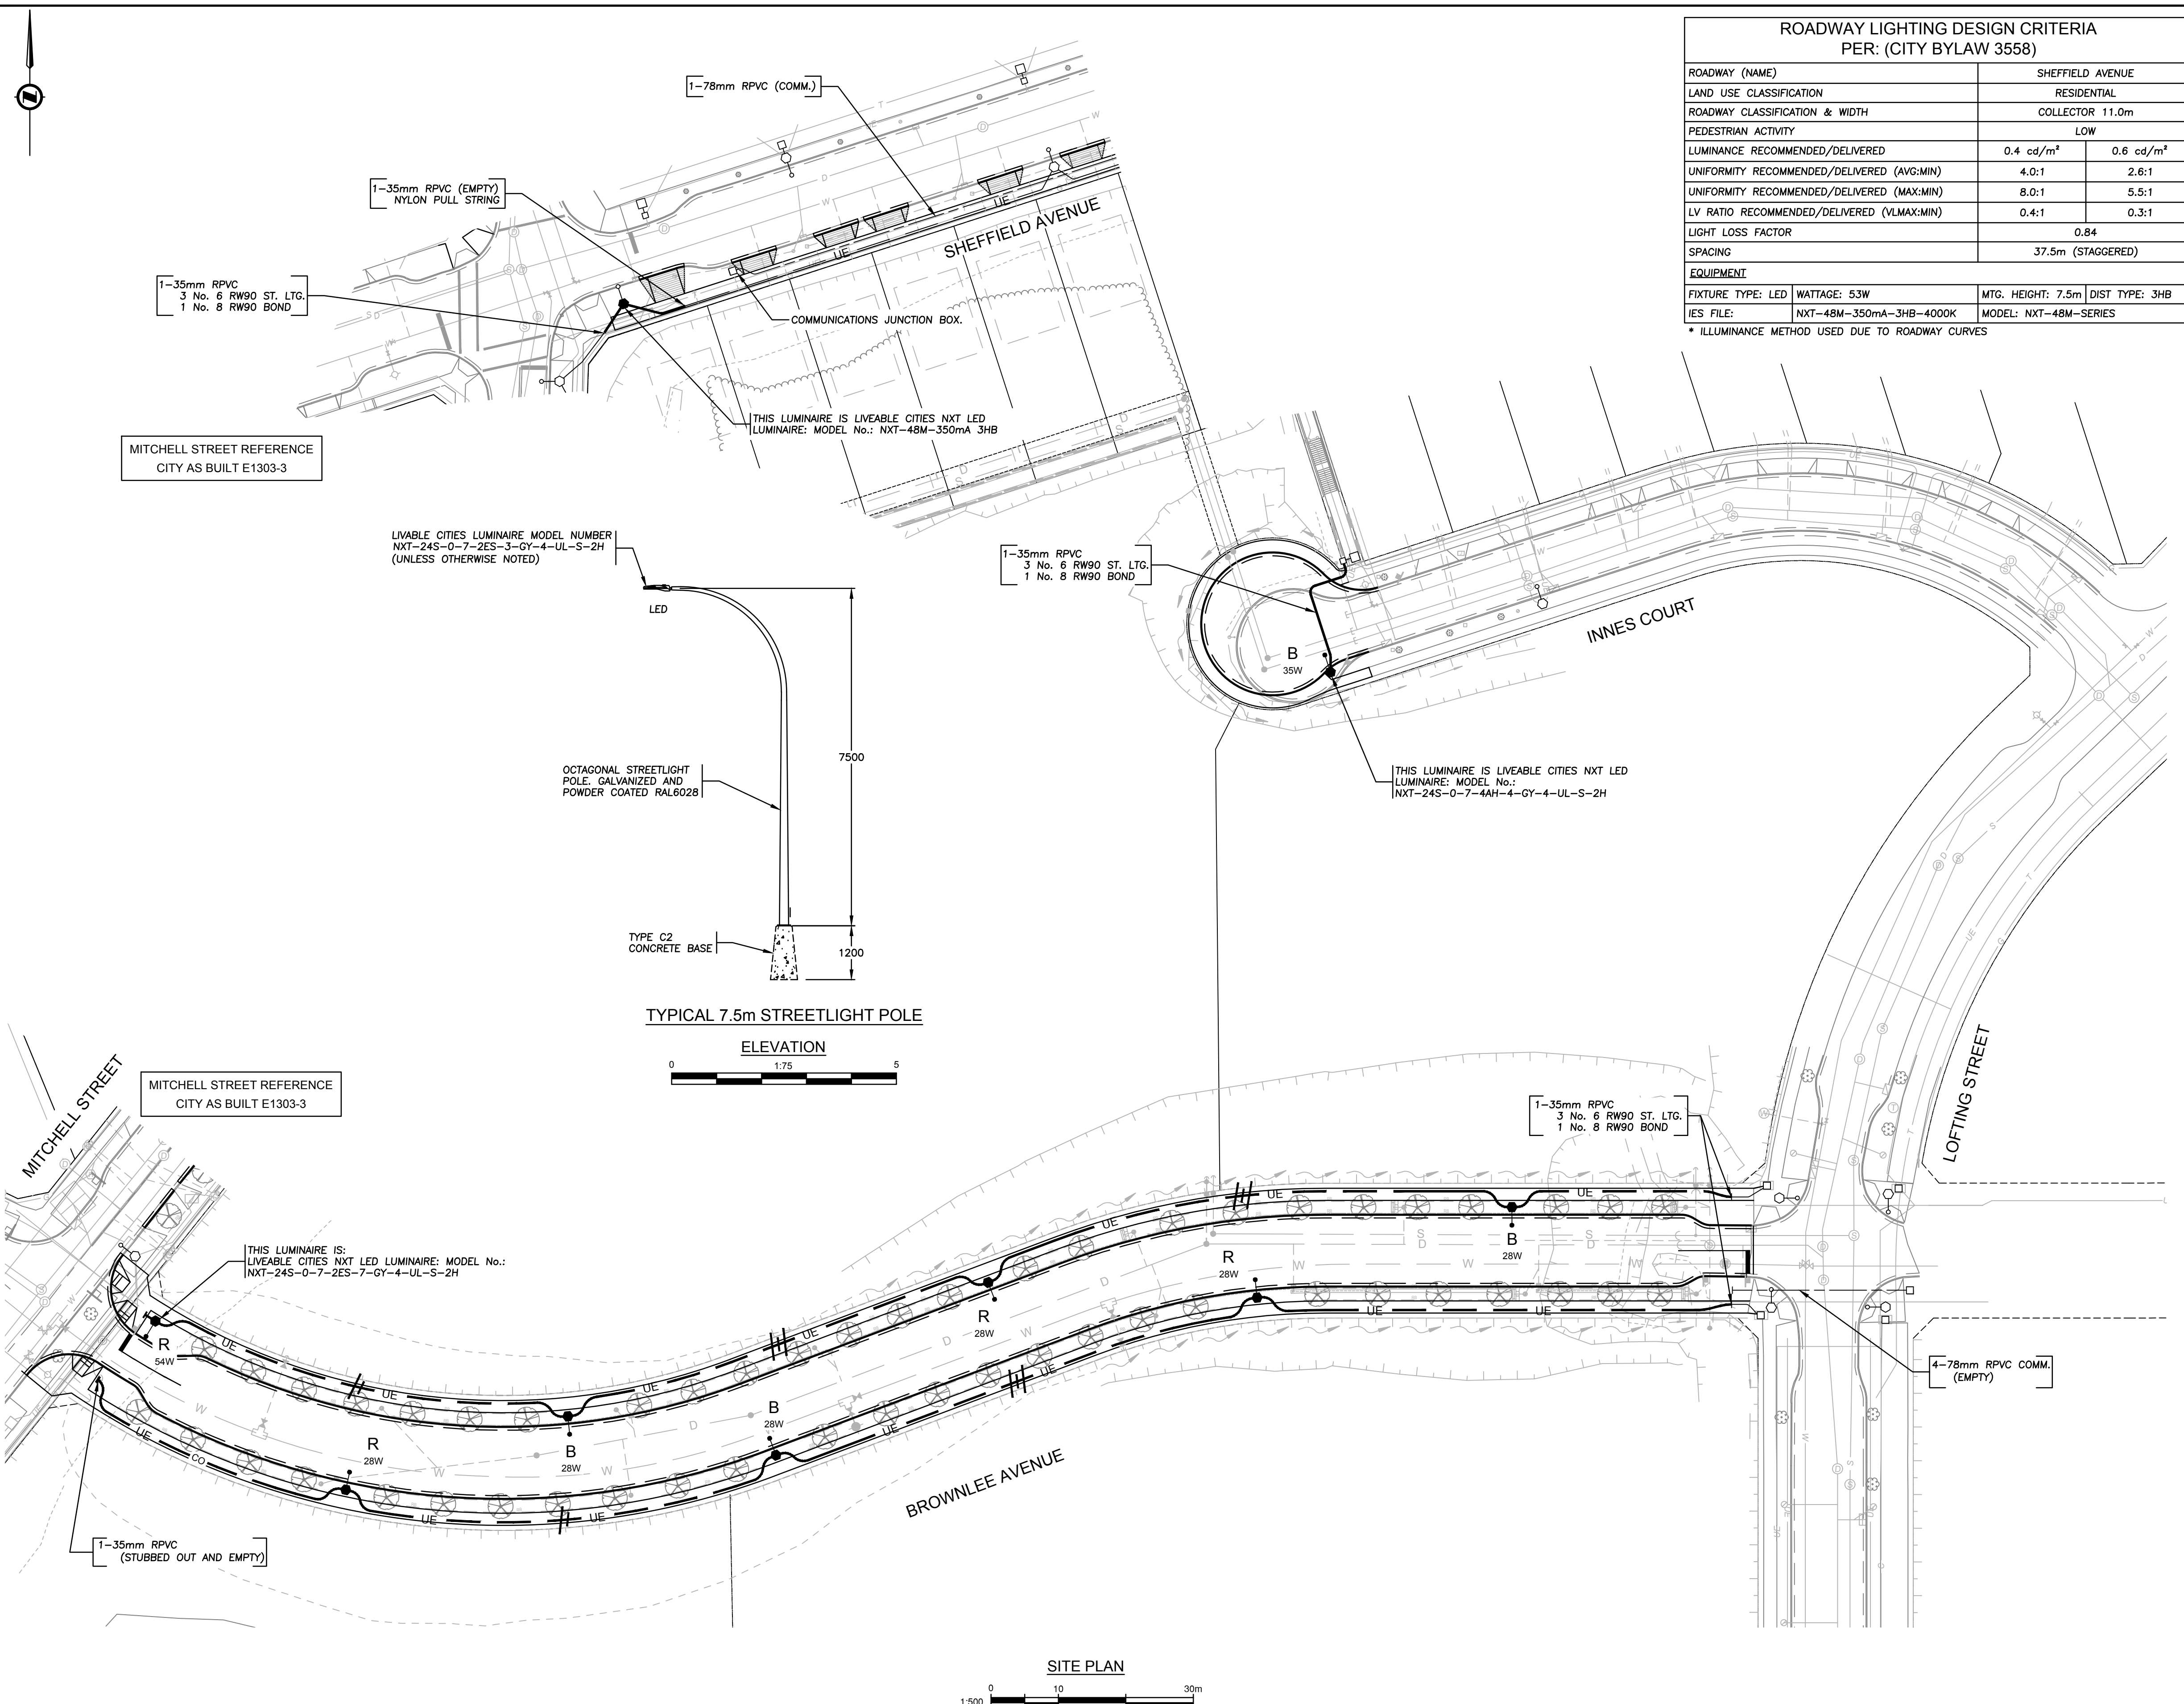 ROADWAY LIGHTING DESIGN CRITERIA
PER: (CITY BYLAW 3558)
ROADWAY (NAME) SHEFFIELD AVENUE
LAND USE CLASSIFICATION RESIDENTIAL
ROADWAY CLASSIFICATION & WIDTH COLLECTOR 11.0m
PEDESTRIAN ACTIVITY LOW
LUMINANCE RECOMMENDED/DELIVERED 0.4 cd/m² 0.6 cd/m²
UNIFORMITY RECOMMENDED/DELIVERED (AVG:MIN) 4.0:1 2.6:1
UNIFORMITY RECOMMENDED/DELIVERED (MAX:MIN) 8.0:1 5.5:1
LV RATIO RECOMMENDED/DELIVERED (VLMAX:MIN) 0.4:1 0.3:1
LIGHT LOSS FACTOR 0.84
SPACING 37.5m (STAGGERED)
EQUIPMENT
FIXTURE TYPE: LED WATTAGE: 53W MTG. HEIGHT: 7.5m DIST TYPE: 3HB
IES FILE: NXT-48M-350mA-3HB-4000K MODEL: NXT-48M-SERIES
* ILLUMINANCE METHOD USED DUE TO ROADWAY CURVES
1-78mm RPVC (COMM.)
1-35mm RPVC (EMPTY)
NYLON PULL STRING
1-35mm RPVC
3 No. 6 RW90 ST. LTG.
1 No. 8 RW90 BOND
SHEFFIELD AVENUE
UE
UE
COMMUNICATIONS JUNCTION BOX.
THIS LUMINAIRE IS LIVEABLE CITIES NXT LED
LUMINAIRE: MODEL No.: NXT-48M-350mA 3HB
MITCHELL STREET REFERENCE
CITY AS BUILT E1303-3
LIVABLE CITIES LUMINAIRE MODEL NUMBER
NXT-24S-0-7-2ES-3-GY-4-UL-S-2H
(UNLESS OTHERWISE NOTED)
LED
7500
OCTAGONAL STREETLIGHT
POLE. GALVANIZED AND
POWDER COATED RAL6028
TYPE C2
CONCRETE BASE
1200
TYPICAL 7.5m STREETLIGHT POLE
ELEVATION
0 1:75 5
1-35mm RPVC
3 No. 6 RW90 ST. LTG.
1 No. 8 RW90 BOND
B
35W
INNES COURT
THIS LUMINAIRE IS LIVEABLE CITIES NXT LED
LUMINAIRE: MODEL No.:
NXT-24S-0-7-4AH-4-GY-4-UL-S-2H
MITCHELL STREET
MITCHELL STREET REFERENCE
CITY AS BUILT E1303-3
1-35mm RPVC
3 No. 6 RW90 ST. LTG.
1 No. 8 RW90 BOND
LOFTING STREET
THIS LUMINAIRE IS:
LIVEABLE CITIES NXT LED LUMINAIRE: MODEL No.:
NXT-24S-0-7-2ES-7-GY-4-UL-S-2H
R
54W
R
28W
B
28W
B
28W
R
28W
R
28W
B
28W
UE
UE
UE
UE
UE
UE
UE
CO
UE
UE
UE
UE
UE
UE
BROWNLEE AVENUE
4-78mm RPVC COMM.
(EMPTY)
1-35mm RPVC
(STUBBED OUT AND EMPTY)
SITE PLAN
0 10 30m
1:500